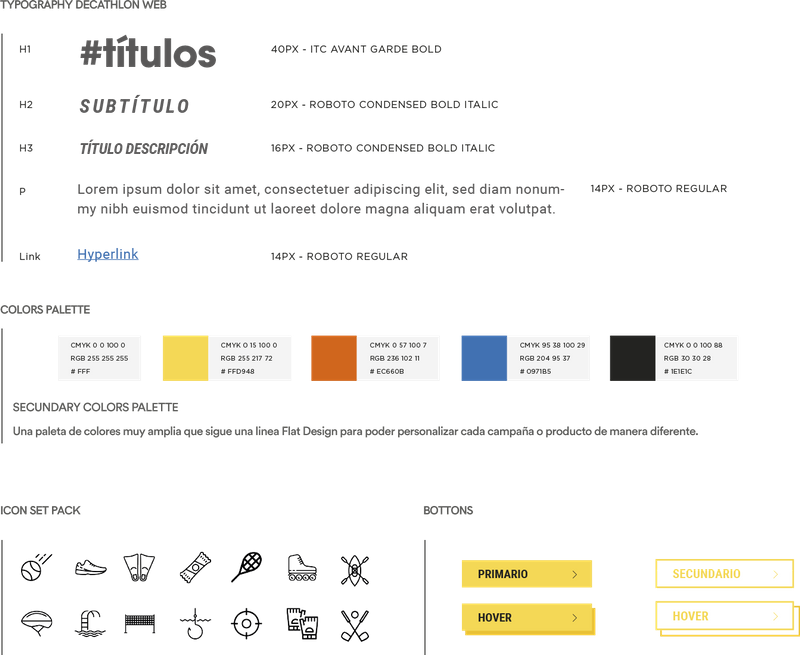 TYPOGRAPHY DECATHLON WEB
H1 #títulos 40PX - ITC AVANT GARDE BOLD
H2 SUBTÍTULO 20PX - ROBOTO CONDENSED BOLD ITALIC
H3 TÍTULO DESCRIPCIÓN 16PX - ROBOTO CONDENSED BOLD ITALIC
P Lorem ipsum dolor sit amet, consectetuer adipiscing elit, sed diam nonum- 14PX - ROBOTO REGULAR
my nibh euismod tincidunt ut laoreet dolore magna aliquam erat volutpat.
Link Hyperlink 14PX - ROBOTO REGULAR
COLORS PALETTE
CMYK 0 0 100 0
RGB 255 255 255
# FFF
CMYK 0 15 100 0
RGB 255 217 72
# FFD948
CMYK 0 57 100 7
RGB 236 102 11
# EC660B
CMYK 95 38 100 29
RGB 204 95 37
# 0971B5
CMYK 0 0 100 88
RGB 30 30 28
# 1E1E1C
SECUNDARY COLORS PALETTE
Una paleta de colores muy amplia que sigue una linea Flat Design para poder personalizar cada campaña o producto de manera diferente.
ICON SET PACK
BOTTONS
PRIMARIO
SECUNDARIO
HOVER
HOVER